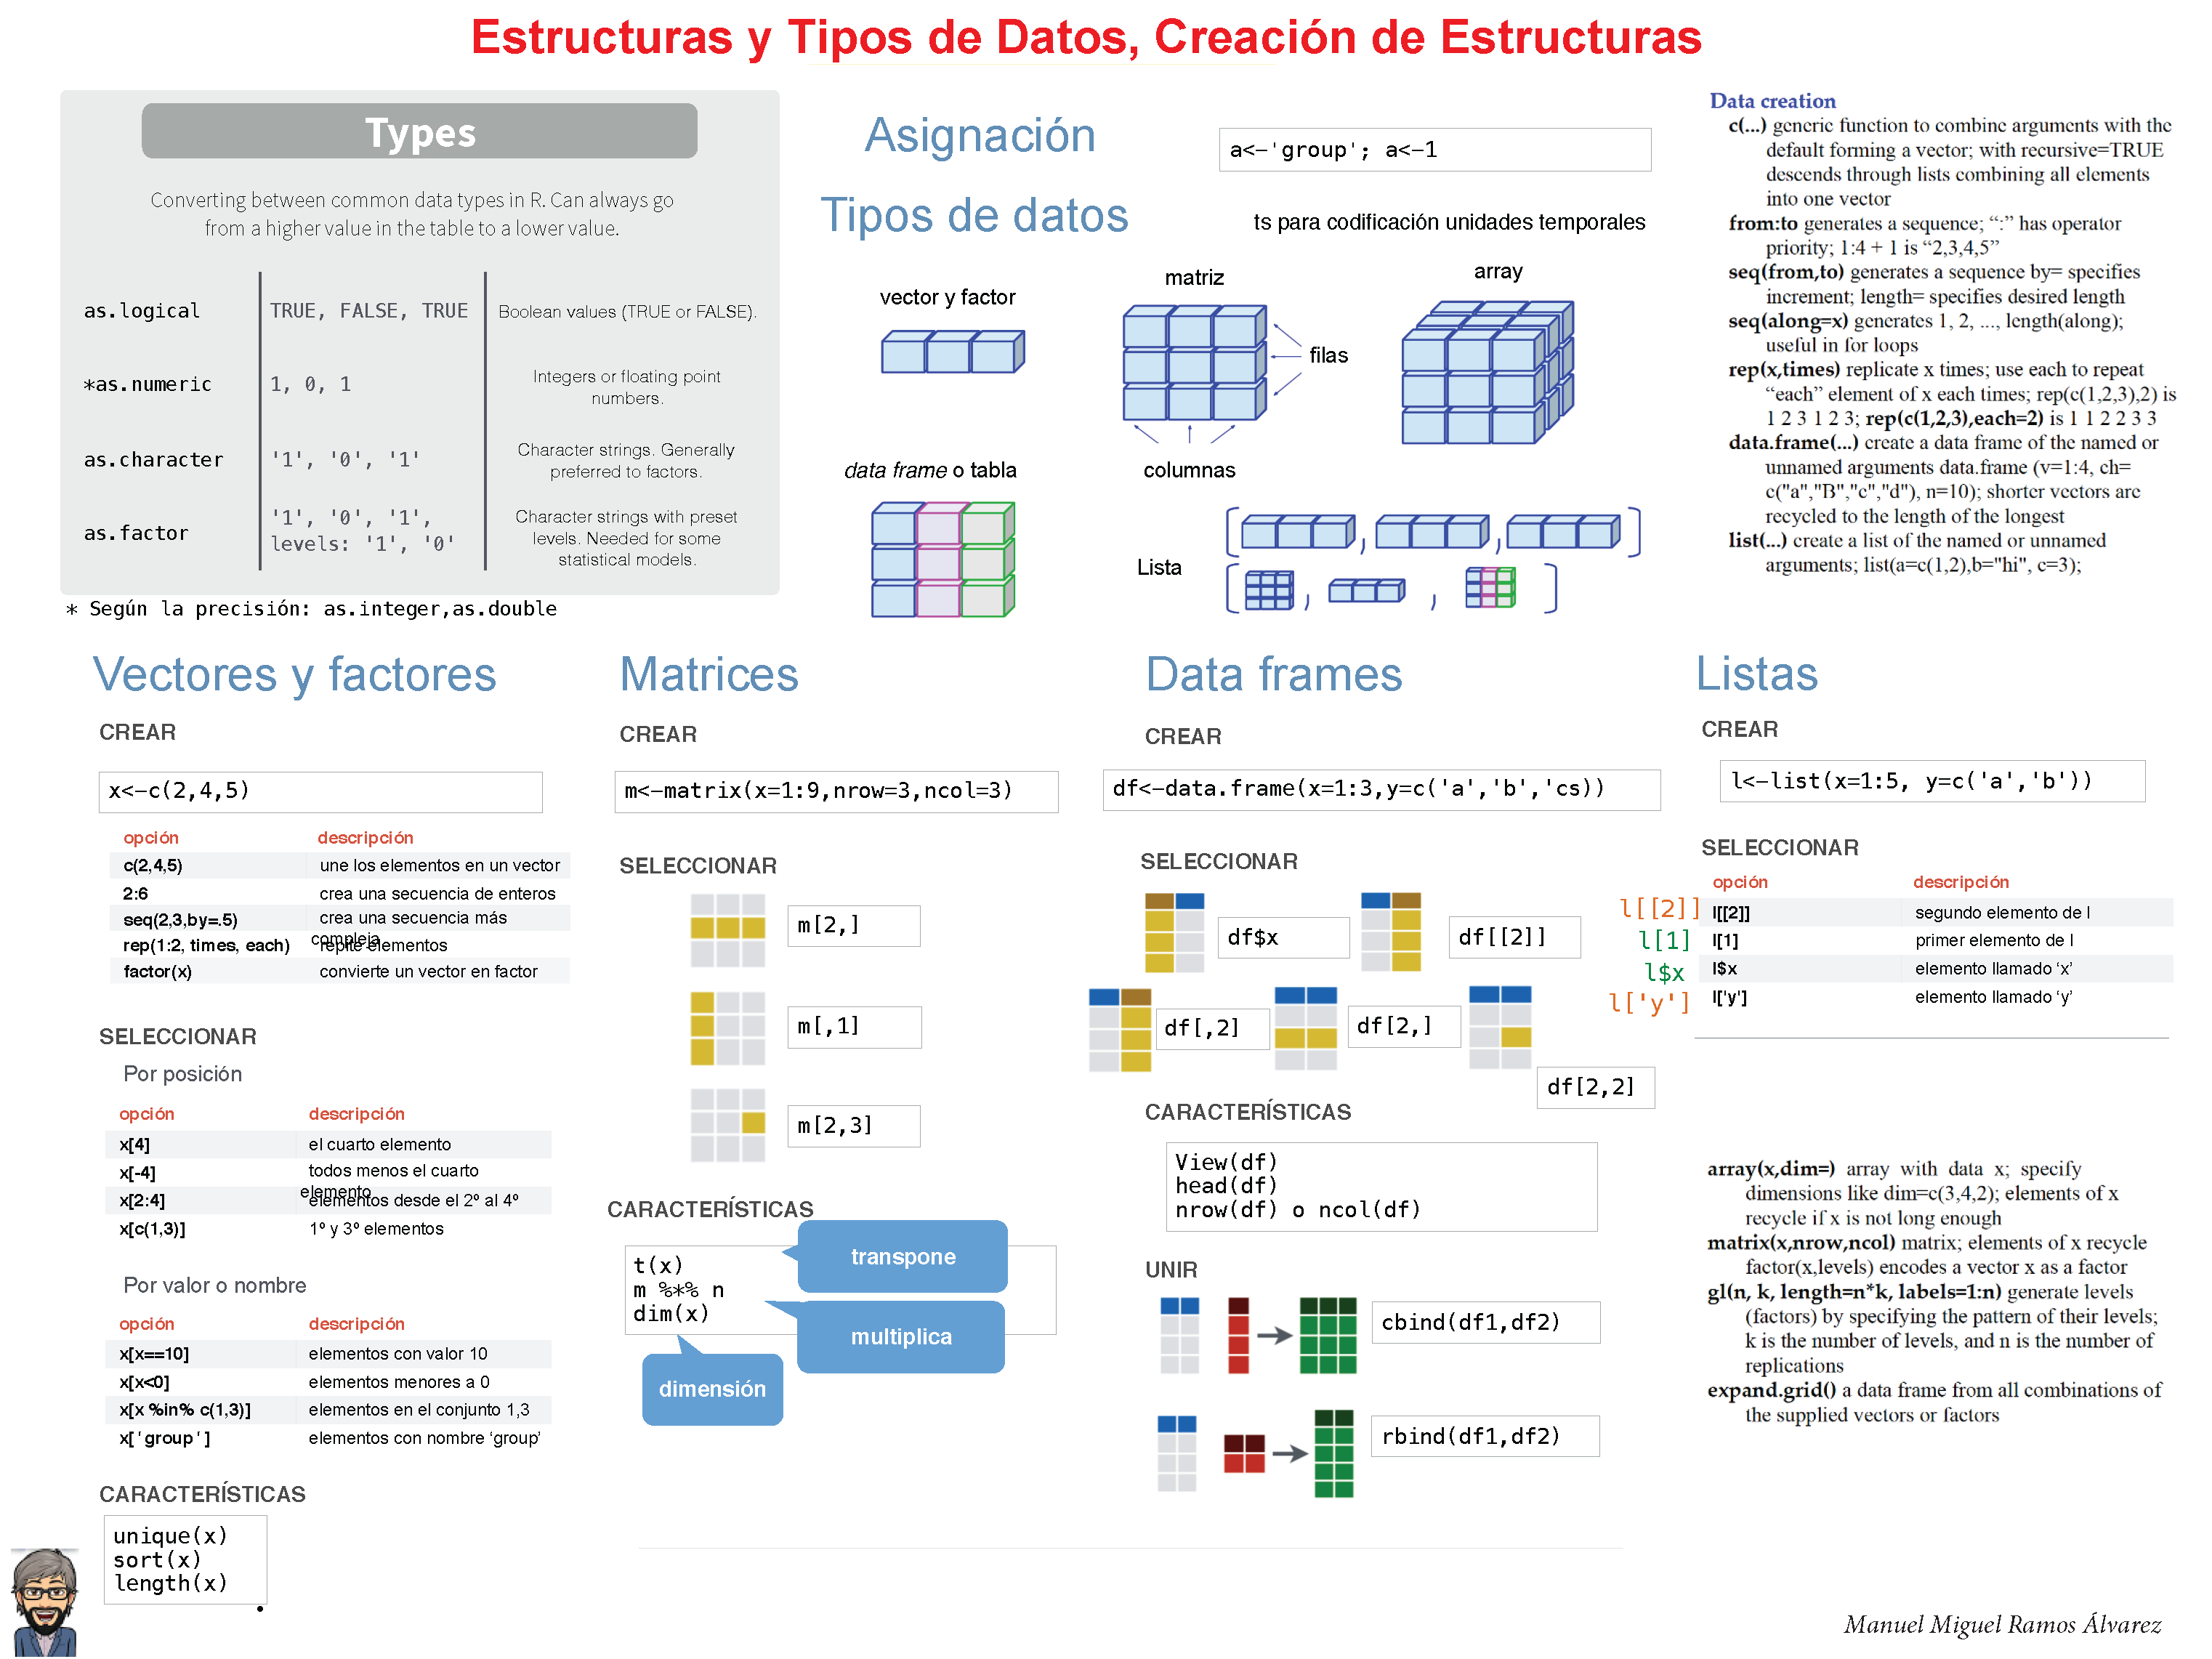 Estructuras y Tipos de Datos, Creación de Estructuras
Types
Converting between common data types in R. Can always go
from a higher value in the table to a lower value.
as.logical
TRUE, FALSE, TRUE
Boolean values (TRUE or FALSE).
*as.numeric
1, 0, 1
Integers or floating point
numbers.
as.character
'1', '0', '1'
Character strings. Generally
preferred to factors.
as.factor
'1', '0', '1',
levels: '1', '0'
Character strings with preset
levels. Needed for some
statistical models.
* Según la precisión: as.integer,as.double
Asignación
a<-'group'; a<-1
Tipos de datos
ts para codificación unidades temporales
vector y factor
matriz
array
filas
columnas
data frame o tabla
Lista
Data creation
c(...) generic function to combine arguments with the
default forming a vector; with recursive=TRUE
descends through lists combining all elements
into one vector
from:to generates a sequence; “:” has operator
priority; 1:4 + 1 is “2,3,4,5”
seq(from,to) generates a sequence by= specifies
increment; length= specifies desired length
seq(along=x) generates 1, 2, ..., length(along);
useful in for loops
rep(x,times) replicate x times; use each to repeat
“each” element of x each times; rep(c(1,2,3),2) is
1 2 3 1 2 3; rep(c(1,2,3),each=2) is 1 1 2 2 3 3
data.frame(...) create a data frame of the named or
unnamed arguments data.frame (v=1:4, ch=
c("a","B","c","d"), n=10); shorter vectors are
recycled to the length of the longest
list(...) create a list of the named or unnamed
arguments; list(a=c(1,2),b="hi", c=3);
Vectores y factores
CREAR
x<-c(2,4,5)
opción descripción
c(2,4,5) une los elementos en un vector
2:6 crea una secuencia de enteros
seq(2,3,by=.5) crea una secuencia más
compleja
rep(1:2, times, each) repite elementos
factor(x) convierte un vector en factor
SELECCIONAR
Por posición
opción descripción
x[4] el cuarto elemento
x[-4] todos menos el cuarto
elemento
x[2:4] elementos desde el 2º al 4º
x[c(1,3)] 1º y 3º elementos
Por valor o nombre
opción descripción
x[x==10] elementos con valor 10
x[x<0] elementos menores a 0
x[x %in% c(1,3)] elementos en el conjunto 1,3
x['group'] elementos con nombre ‘group’
CARACTERÍSTICAS
unique(x)
sort(x)
length(x)
Matrices
CREAR
m<-matrix(x=1:9,nrow=3,ncol=3)
SELECCIONAR
m[2,]
m[,1]
m[2,3]
CARACTERÍSTICAS
t(x)
m %*% n
dim(x)
transpone
multiplica
dimensión
Data frames
CREAR
df<-data.frame(x=1:3,y=c('a','b','cs))
SELECCIONAR
df$x
df[[2]]
df[,2]
df[2,]
df[2,2]
CARACTERÍSTICAS
View(df)
head(df)
nrow(df) o ncol(df)
UNIR
cbind(df1,df2)
rbind(df1,df2)
Listas
CREAR
l<-list(x=1:5, y=c('a','b'))
SELECCIONAR
opción descripción
l[[2]] l[[2]] segundo elemento de l
l[1] l[1] primer elemento de l
l$x l$x elemento llamado ‘x’
l['y'] l['y'] elemento llamado ‘y’
array(x,dim=) array with data x; specify
dimensions like dim=c(3,4,2); elements of x
recycle if x is not long enough
matrix(x,nrow,ncol) matrix; elements of x recycle
factor(x,levels) encodes a vector x as a factor
gl(n, k, length=n*k, labels=1:n) generate levels
(factors) by specifying the pattern of their levels;
k is the number of levels, and n is the number of
replications
expand.grid() a data frame from all combinations of
the supplied vectors or factors
Manuel Miguel Ramos Álvarez